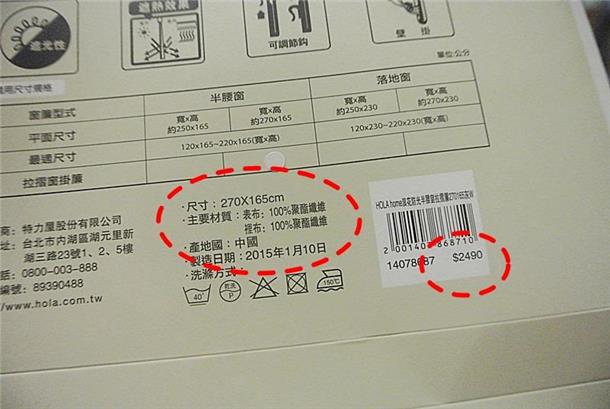 遮光性
遮熱效果
可調節鈎
壁 掛
單位:公分
適用尺寸規格
半腰窗 落地窗
窗簾型式 寬×高 約250x165 寬×高 約270x165 寬×高 約250x230 寬×高 約270x230
平面尺寸 120x165~220x165(寬×高) 120x230~220x230(寬×高)
最適尺寸
拉摺窗掛簾
·尺寸:270X165cm
·主要材質:表布:100%聚酯纖維
裡布:100%聚酯纖維
·產地國:中國
·製造日期:2015年1月10日
·洗滌方式:
40°
乾洗
P
150°C
商:特力屋股份有限公司
址:台北市內湖區湖元里新
湖三路23號1、2、5樓
話:0800-003-888
編號:89390488
www.hola.com.tw
2001407868710
14078687 $2490